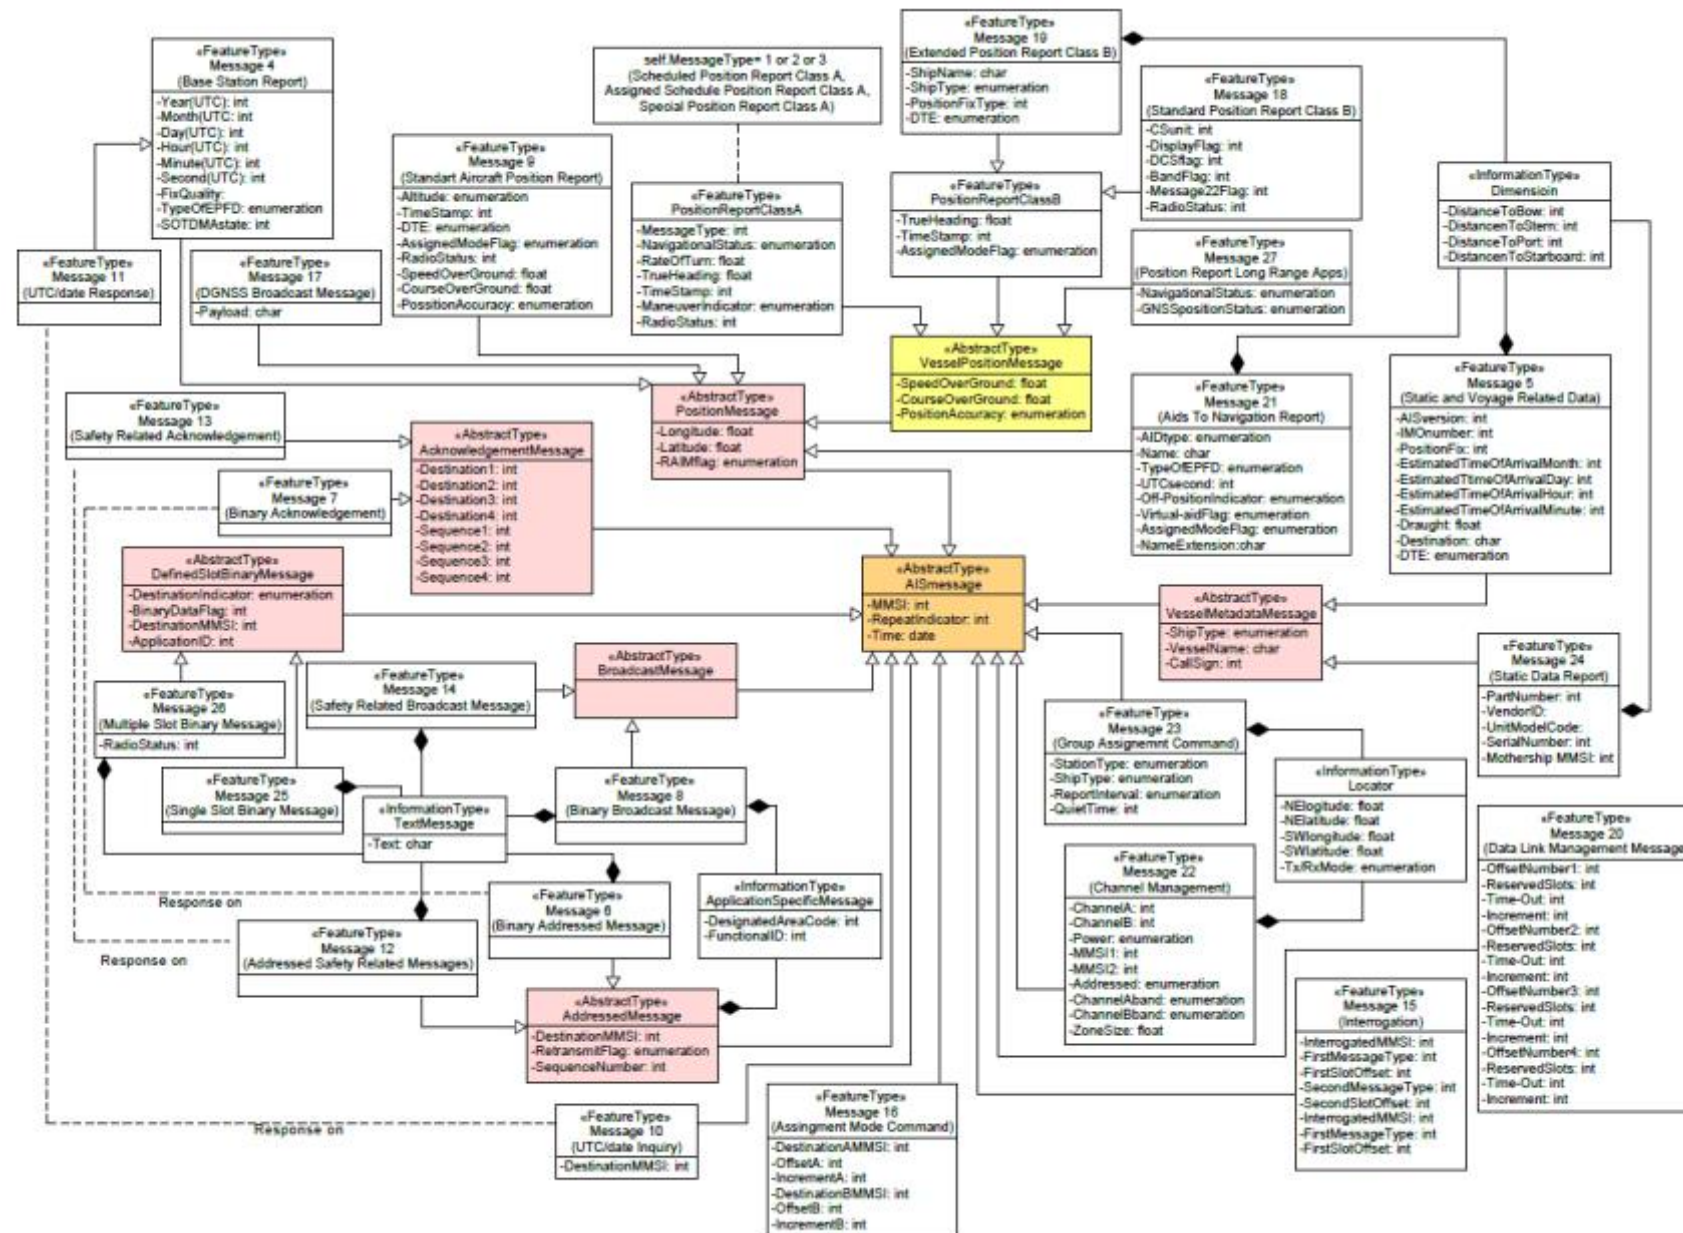 «FeatureType»
Message 4
(Base Station Report)
-Year(UTC): int
-Month(UTC: int
-Day(UTC): int
-Hour(UTC): int
-Minute(UTC): int
-Second(UTC): int
-FixQuality:
-TypeOfEPFD: enumeration
-SOTDMAstate: int
self.MessageType= 1 or 2 or 3
(Scheduled Position Report Class A,
Assigned Schedule Position Report Class A,
Special Position Report Class A)
«FeatureType»
Message 19
(Extended Position Report Class B)
-ShipName: char
-ShipType: enumeration
-PositionFixType: int
-DTE: enumeration
«FeatureType»
Message 18
(Standard Position Report Class B)
-CSunit: int
-DisplayFlag: int
-DCSflag: int
-BandFlag: int
-Message22Flag: int
-RadioStatus: int
«FeatureType»
Message 9
(Standart Aircraft Position Report)
-Altitude: enumeration
-TimeStamp: int
-DTE: enumeration
-AssignedModeFlag: enumeration
-RadioStatus: int
-SpeedOverGround: float
-CourseOverGround: float
-PossitionAccuracy: enumeration
«FeatureType»
PositionReportClassA
-MessageType: int
-NavigationalStatus: enumeration
-RateOfTurn: float
-TrueHeading: float
-TimeStamp: int
-ManeuverIndicator: enumeration
-RadioStatus: int
«FeatureType»
PositionReportClassB
-TrueHeading: float
-TimeStamp: int
-AssignedModeFlag: enumeration
«InformationType»
Dimensioin
-DistanceToBow: int
-DistancenToStern: int
-DistanceToPort: int
-DistancenToStarboard: int
«FeatureType»
Message 11
(UTC/date Response)
«FeatureType»
Message 17
(DGNSS Broadcast Message)
-Payload: char
«FeatureType»
Message 27
(Position Report Long Range Apps)
-NavigationalStatus: enumeration
-GNSSpositionStatus: enumeration
«AbstractType»
VesselPositionMessage
-SpeedOverGround: float
-CourseOverGround: float
-PositionAccuracy: enumeration
«FeatureType»
Message 13
(Safety Related Acknowledgement)
«AbstractType»
AcknowledgementMessage
-Destination1: int
-Destination2: int
-Destination3: int
-Destination4: int
-Sequence1: int
-Sequence2: int
-Sequence3: int
-Sequence4: int
«AbstractType»
PositionMessage
-Longitude: float
-Latitude: float
-RAIMflag: enumeration
«FeatureType»
Message 21
(Aids To Navigation Report)
-AIDtype: enumeration
-Name: char
-TypeOfEPFD: enumeration
-UTCsecond: int
-Off-PositionIndicator: enumeration
-Virtual-aidFlag: enumeration
-AssignedModeFlag: enumeration
-NameExtension:char
«FeatureType»
Message 5
(Static and Voyage Related Data)
-AISversion: int
-IMOnumber: int
-PositionFix: int
-EstimatedTimeOfArrivalMonth: int
-EstimatedTtimeOfArrivalDay: int
-EstimatedTimeOfArrivalHour: int
-EstimatedTimeOfArrivalMinute: int
-Draught: float
-Destination: char
-DTE: enumeration
«FeatureType»
Message 7
(Binary Acknowledgement)
«AbstractType»
DefinedSlotBinaryMessage
-DestinationIndicator: enumeration
-BinaryDataFlag: int
-DestinationMMSI: int
-ApplicationID: int
«AbstractType»
AISmessage
-MMSI: int
-RepeatIndicator: int
-Time: date
«AbstractType»
VesselMetadataMessage
-ShipType: enumeration
-VesselName: char
-CallSign: int
«FeatureType»
Message 26
(Multiple Slot Binary Message)
-RadioStatus: int
«FeatureType»
Message 14
(Safety Related Broadcast Message)
«AbstractType»
BroadcastMessage
«FeatureType»
Message 24
(Static Data Report)
-PartNumber: int
-VendorID:
-UnitModelCode:
-SerialNumber: int
-Mothership MMSI: int
«FeatureType»
Message 23
(Group Assignemnt Command)
-StationType: enumeration
-ShipType: enumeration
-ReportInterval: enumeration
-QuietTime: int
«FeatureType»
Message 25
(Single Slot Binary Message)
«InformationType»
TextMessage
-Text: char
«FeatureType»
Message 8
(Binary Broadcast Message)
«InformationType»
Locator
-NElogitude: float
-NElatitude: float
-SWlongitude: float
-SWlatitude: float
-Tx/RxMode: enumeration
«FeatureType»
Message 20
(Data Link Management Message
-OffsetNumber1: int
-ReservedSlots: int
-Time-Out: int
-Increment: int
-OffsetNumber2: int
-ReservedSlots: int
-Time-Out: int
-Increment: int
-OffsetNumber3: int
-ReservedSlots: int
-Time-Out: int
-Increment: int
-OffsetNumber4: int
-ReservedSlots: int
-Time-Out: int
-Increment: int
Response on
«FeatureType»
Message 6
(Binary Addressed Message)
«InformationType»
ApplicationSpecificMessage
-DesignatedAreaCode: int
-FunctionalID: int
«FeatureType»
Message 22
(Channel Management)
-ChannelA: int
-ChannelB: int
-Power: enumeration
-MMSI1: int
-MMSI2: int
-Addressed: enumeration
-ChannelAband: enumeration
-ChannelBband: enumeration
-ZoneSize: float
Response on
«FeatureType»
Message 12
(Addressed Safety Related Messages)
«AbstractType»
AddressedMessage
-DestinationMMSI: int
-RetransmitFlag: enumeration
-SequenceNumber: int
«FeatureType»
Message 15
(Interrogation)
-InterrogatedMMSI: int
-FirstMessageType: int
-FirstSlotOffset: int
-SecondMessageType: int
-SecondSlotOffset: int
-InterrogatedMMSI: int
-FirstMessageType: int
-FirstSlotOffset: int
Response on
«FeatureType»
Message 10
(UTC/date Inquiry)
-DestinationMMSI: int
«FeatureType»
Message 16
(Assingment Mode Command)
-DestinationAMMSI: int
-OffsetA: int
-IncrementA: int
-DestinationBMMSI: int
-OffsetB: int
-IncrementB: int